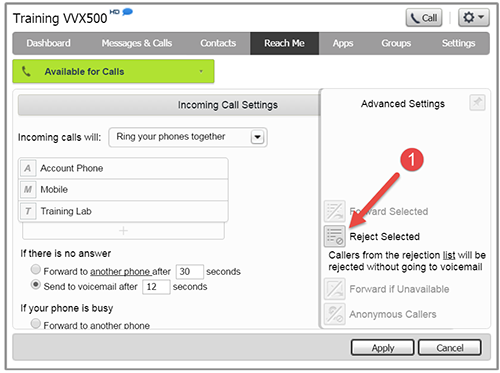 Training VVX500 HD
Call
Dashboard Messages & Calls Contacts Reach Me Apps Groups Settings
Available for Calls
Incoming Call Settings
Incoming calls will: Ring your phones together
A Account Phone
M Mobile
T Training Lab
+
If there is no answer
Forward to another phone after 30 seconds
Send to voicemail after 12 seconds
If your phone is busy
Forward to another phone
Advanced Settings
1
Forward Selected
Reject Selected
Callers from the rejection list will be
rejected without going to voicemail
Forward if Unavailable
Anonymous Callers
Apply Cancel